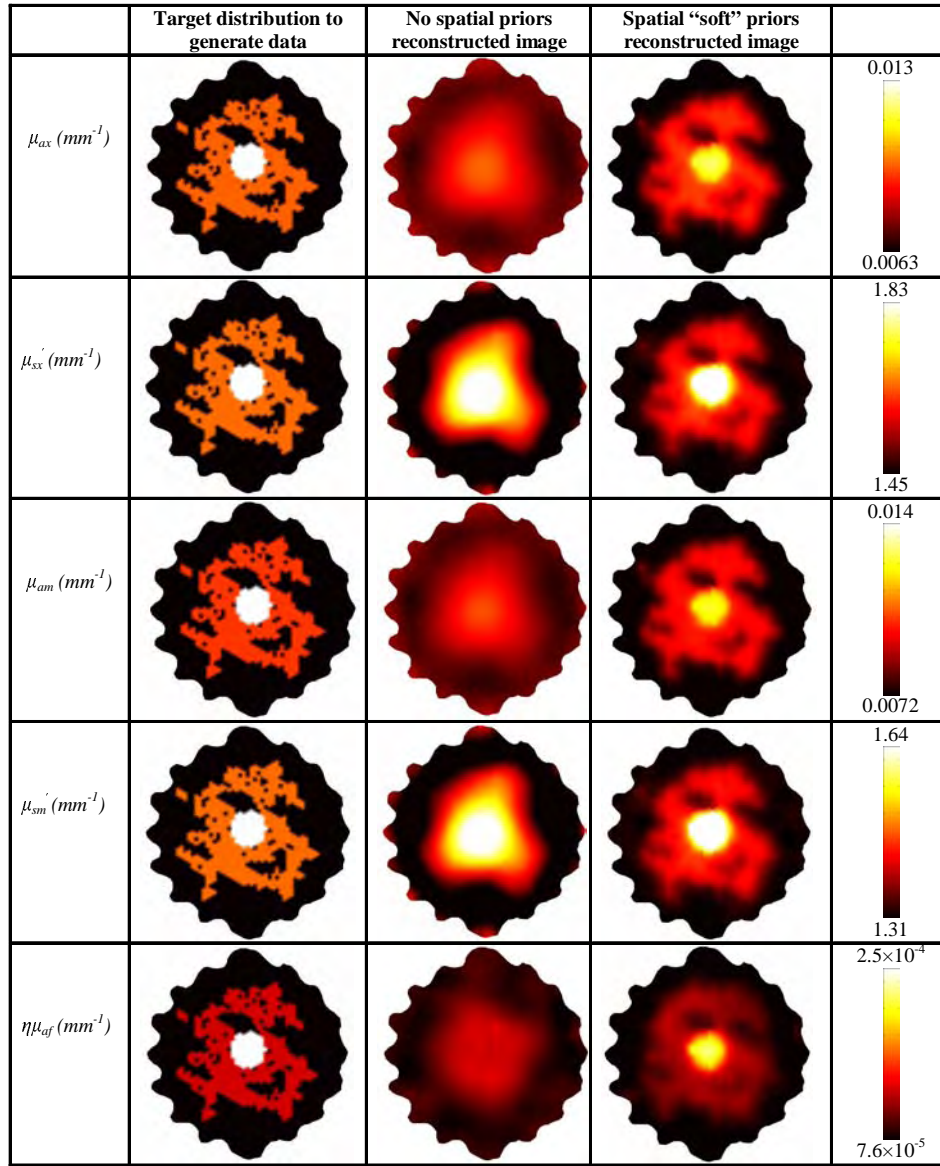 Target distribution to
generate data
No spatial priors
reconstructed image
Spatial “soft” priors
reconstructed image
μax (mm-1)
0.013
0.0063
μsx' (mm-1)
1.83
1.45
μam (mm-1)
0.014
0.0072
μsm' (mm-1)
1.64
1.31
ημaf (mm-1)
2.5×10-4
7.6×10-5